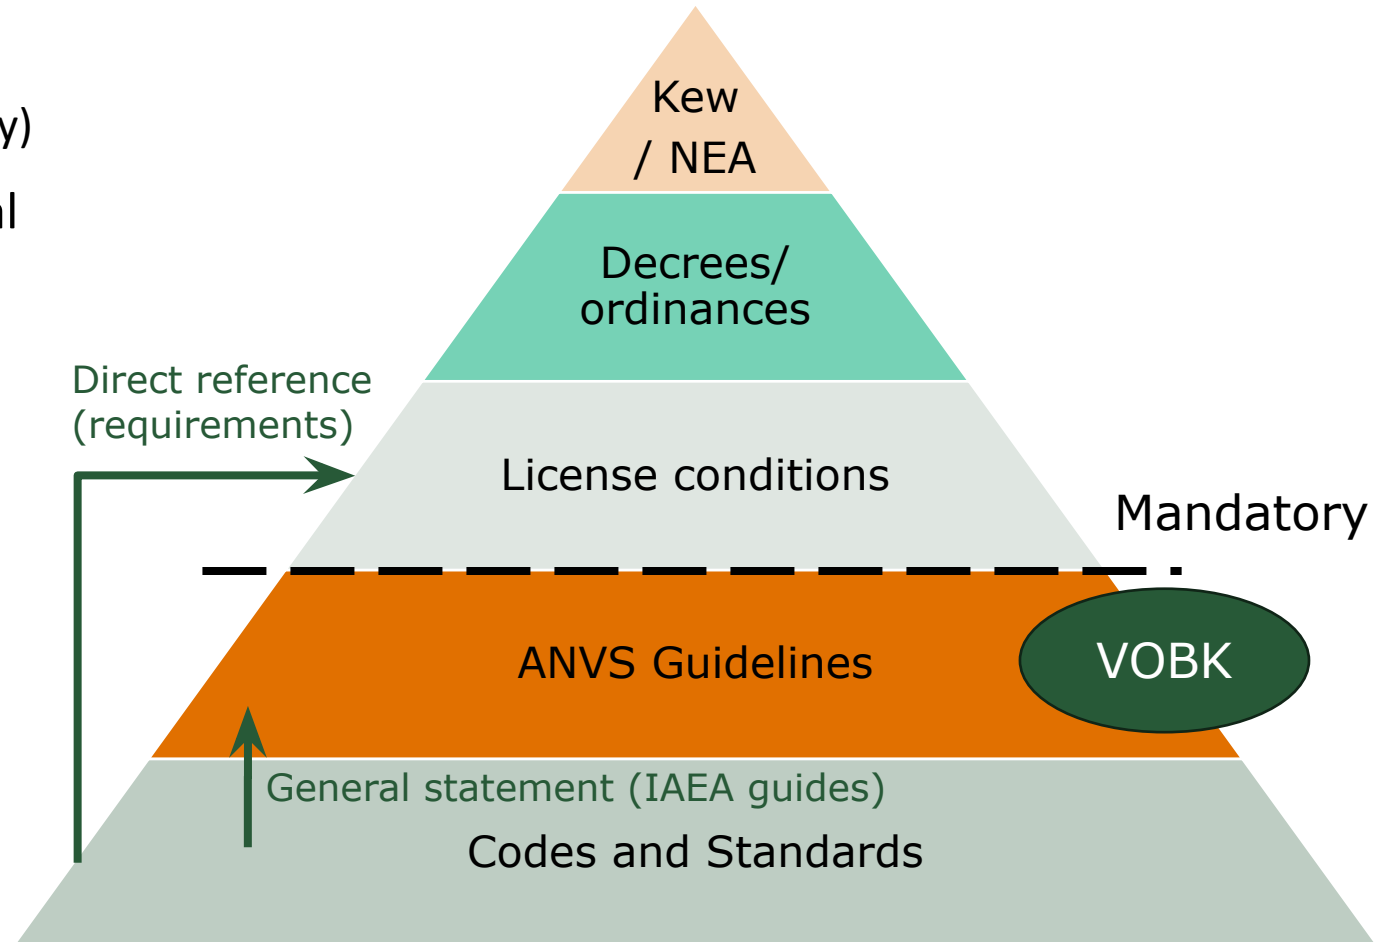 Kew
/ NEA
y)
al
Decrees/
ordinances
Direct reference
(requirements)
License conditions
Mandatory
ANVS Guidelines
VOBK
General statement (IAEA guides)
Codes and Standards